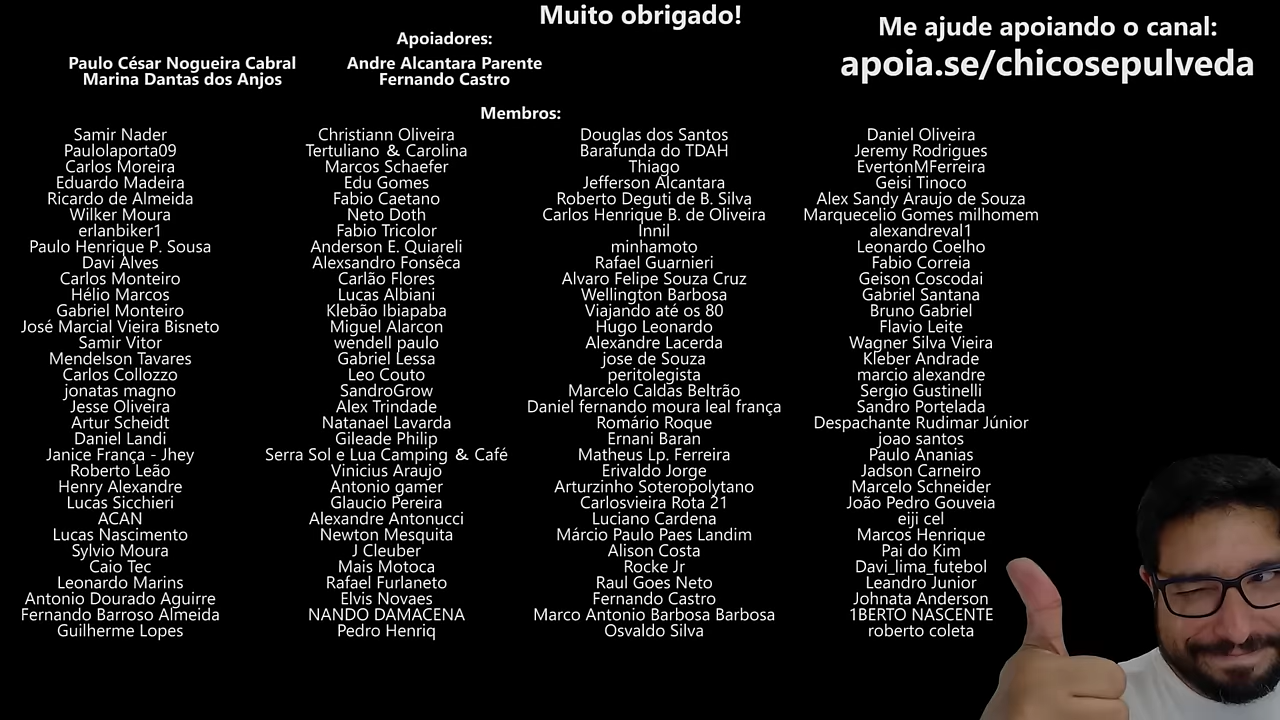 Muito obrigado!
Me ajude apoiando o canal:
apoia.se/chicosepulveda
Apoiadores:
Paulo César Nogueira Cabral
Marina Dantas dos Anjos
Andre Alcantara Parente
Fernando Castro
Membros:
Samir Nader
Paulolaporta09
Carlos Moreira
Eduardo Madeira
Ricardo de Almeida
Wilker Moura
erlanbiker1
Paulo Henrique P. Sousa
Davi Alves
Carlos Monteiro
Hélio Marcos
Gabriel Monteiro
José Marcial Vieira Bisneto
Samir Vitor
Mendelson Tavares
Carlos Collozzo
jonatas magno
Jesse Oliveira
Artur Scheidt
Daniel Landi
Janice França - Jhey
Roberto Leão
Henry Alexandre
Lucas Sicchieri
ACAN
Lucas Nascimento
Sylvio Moura
Caio Tec
Leonardo Marins
Antonio Dourado Aguirre
Fernando Barroso Almeida
Guilherme Lopes
Christiann Oliveira
Tertuliano & Carolina
Marcos Schaefer
Edu Gomes
Fabio Caetano
Neto Doth
Fabio Tricolor
Anderson E. Quiareli
Alexsandro Fonsêca
Carlão Flores
Lucas Albiani
Klebão Ibiapaba
Miguel Alarcon
wendell paulo
Gabriel Lessa
Leo Couto
SandroGrow
Alex Trindade
Natanael Lavarda
Gileade Philip
Serra Sol e Lua Camping & Café
Vinicius Araujo
Antonio gamer
Glaucio Pereira
Alexandre Antonucci
Newton Mesquita
J Cleuber
Mais Motoca
Rafael Furlaneto
Elvis Novaes
NANDO DAMACENA
Pedro Henriq
Douglas dos Santos
Barafunda do TDAH
Thiago
Jefferson Alcantara
Roberto Deguti de B. Silva
Carlos Henrique B. de Oliveira
Innil
minhamoto
Rafael Guarnieri
Alvaro Felipe Souza Cruz
Wellington Barbosa
Viajando até os 80
Hugo Leonardo
Alexandre Lacerda
jose de Souza
peritolegista
Marcelo Caldas Beltrão
Daniel fernando moura leal frança
Romário Roque
Ernani Baran
Matheus Lp. Ferreira
Erivaldo Jorge
Arturzinho Soteropolytano
Carlosvieira Rota 21
Luciano Cardena
Márcio Paulo Paes Landim
Alison Costa
Rocke Jr
Raul Goes Neto
Fernando Castro
Marco Antonio Barbosa Barbosa
Osvaldo Silva
Daniel Oliveira
Jeremy Rodrigues
EvertonMFerreira
Geisi Tinoco
Alex Sandy Araujo de Souza
Marquecelio Gomes milhomem
alexandreval1
Leonardo Coelho
Fabio Correia
Geison Coscodai
Gabriel Santana
Bruno Gabriel
Flavio Leite
Wagner Silva Vieira
Kleber Andrade
marcio alexandre
Sergio Gustinelli
Sandro Portelada
Despachante Rudimar Júnior
joao santos
Paulo Ananias
Jadson Carneiro
Marcelo Schneider
João Pedro Gouveia
eiji cel
Marcos Henrique
Pai do Kim
Davi_lima_futebol
Leandro Junior
Johnata Anderson
1BERTO NASCENTE
roberto coleta